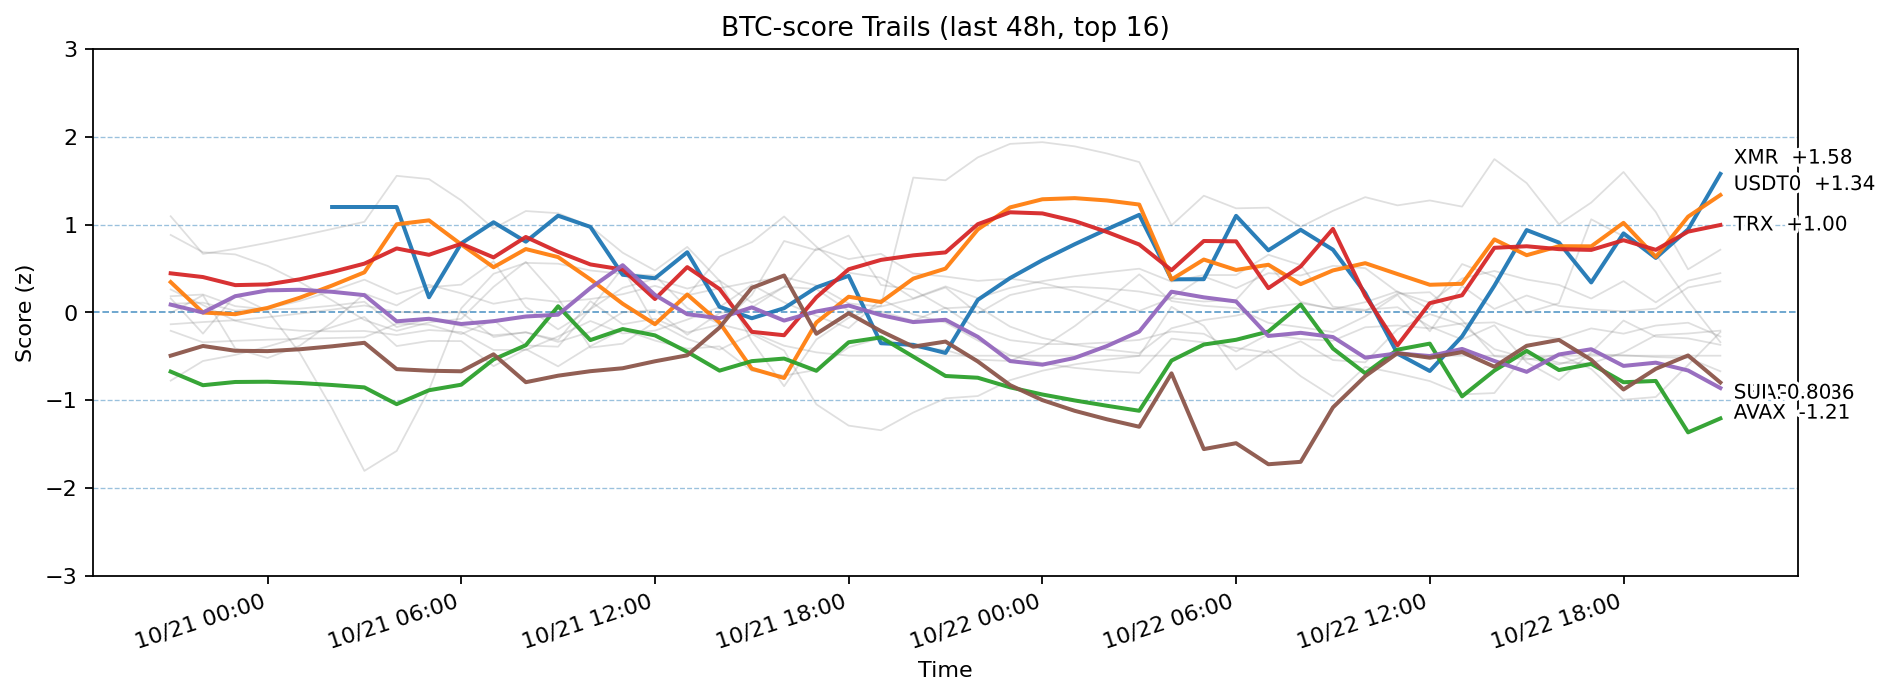 BTC-score Trails (last 48h, top 16)
Score (z)
3
2
1
0
−1
−2
−3
XMR +1.58
USDT0 +1.34
TRX +1.00
AVAX -1.21
10/21 00:00
10/21 06:00
10/21 12:00
10/21 18:00
10/22 00:00
10/22 06:00
10/22 12:00
10/22 18:00
Time